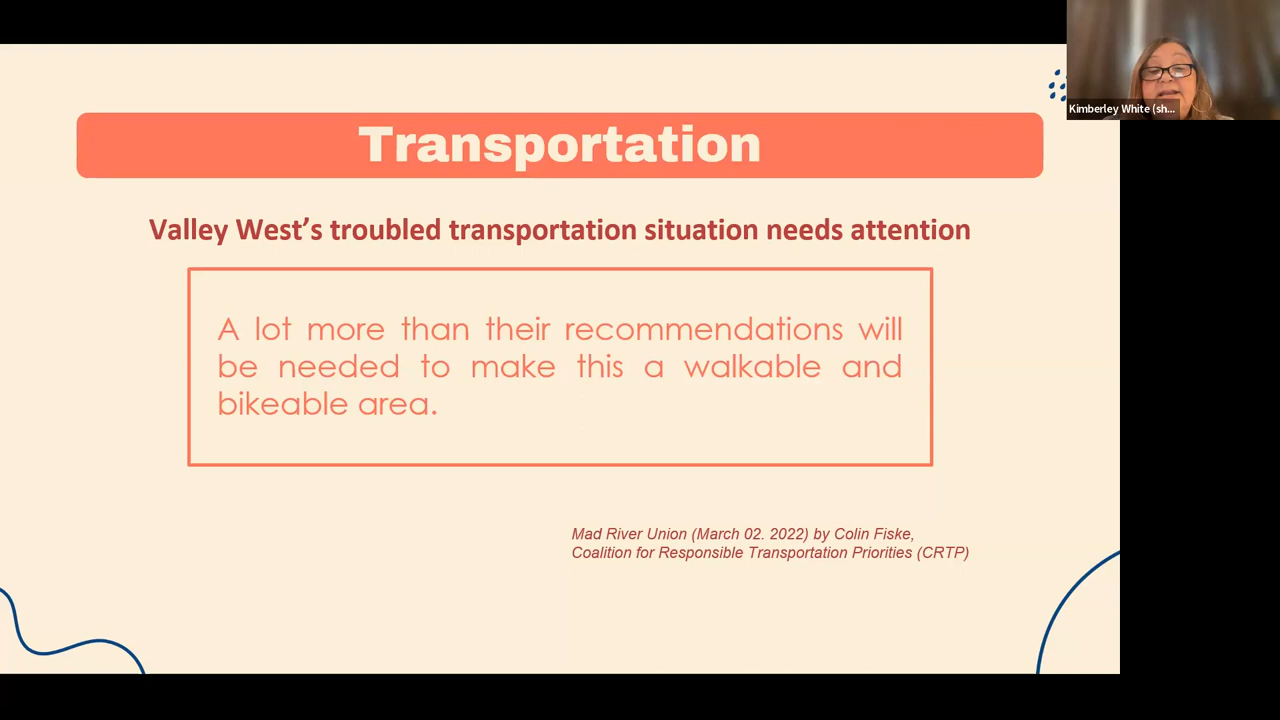 Transportation
Valley West's troubled transportation situation needs attention
A lot more than their recommendations will
be needed to make this a walkable and
bikeable area.
Mad River Union (March 02. 2022) by Colin Fiske,
Coalition for Responsible Transportation Priorities (CRTP)
Kimberley White (sh...